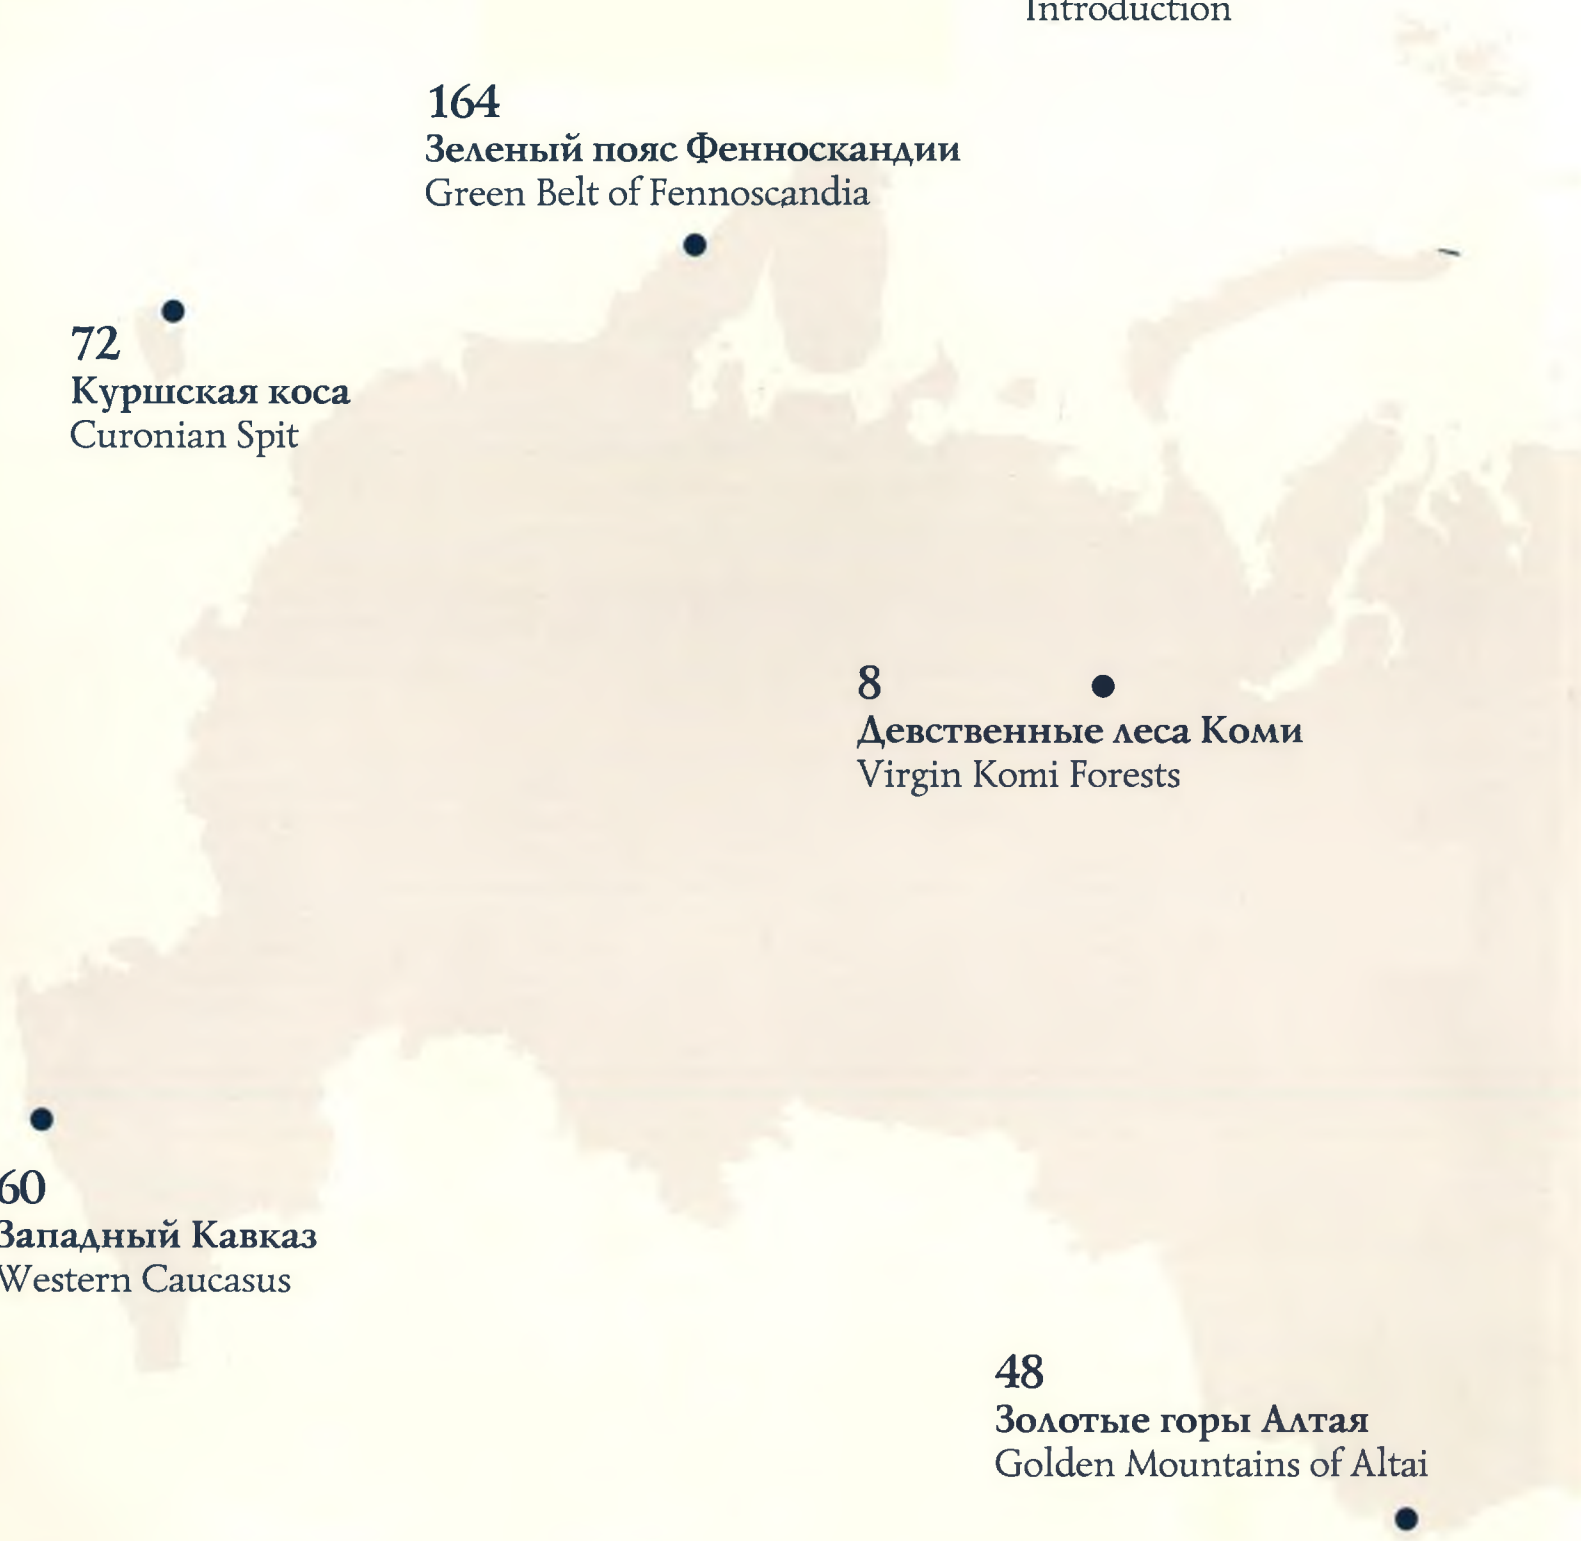 Introduction
164
Зеленый пояс Фенноскандии
Green Belt of Fennoscandia
72
Куршская коса
Curonian Spit
8
Девственные леса Коми
Virgin Komi Forests
60
Западный Кавказ
Western Caucasus
48
Золотые горы Алтая
Golden Mountains of Altai